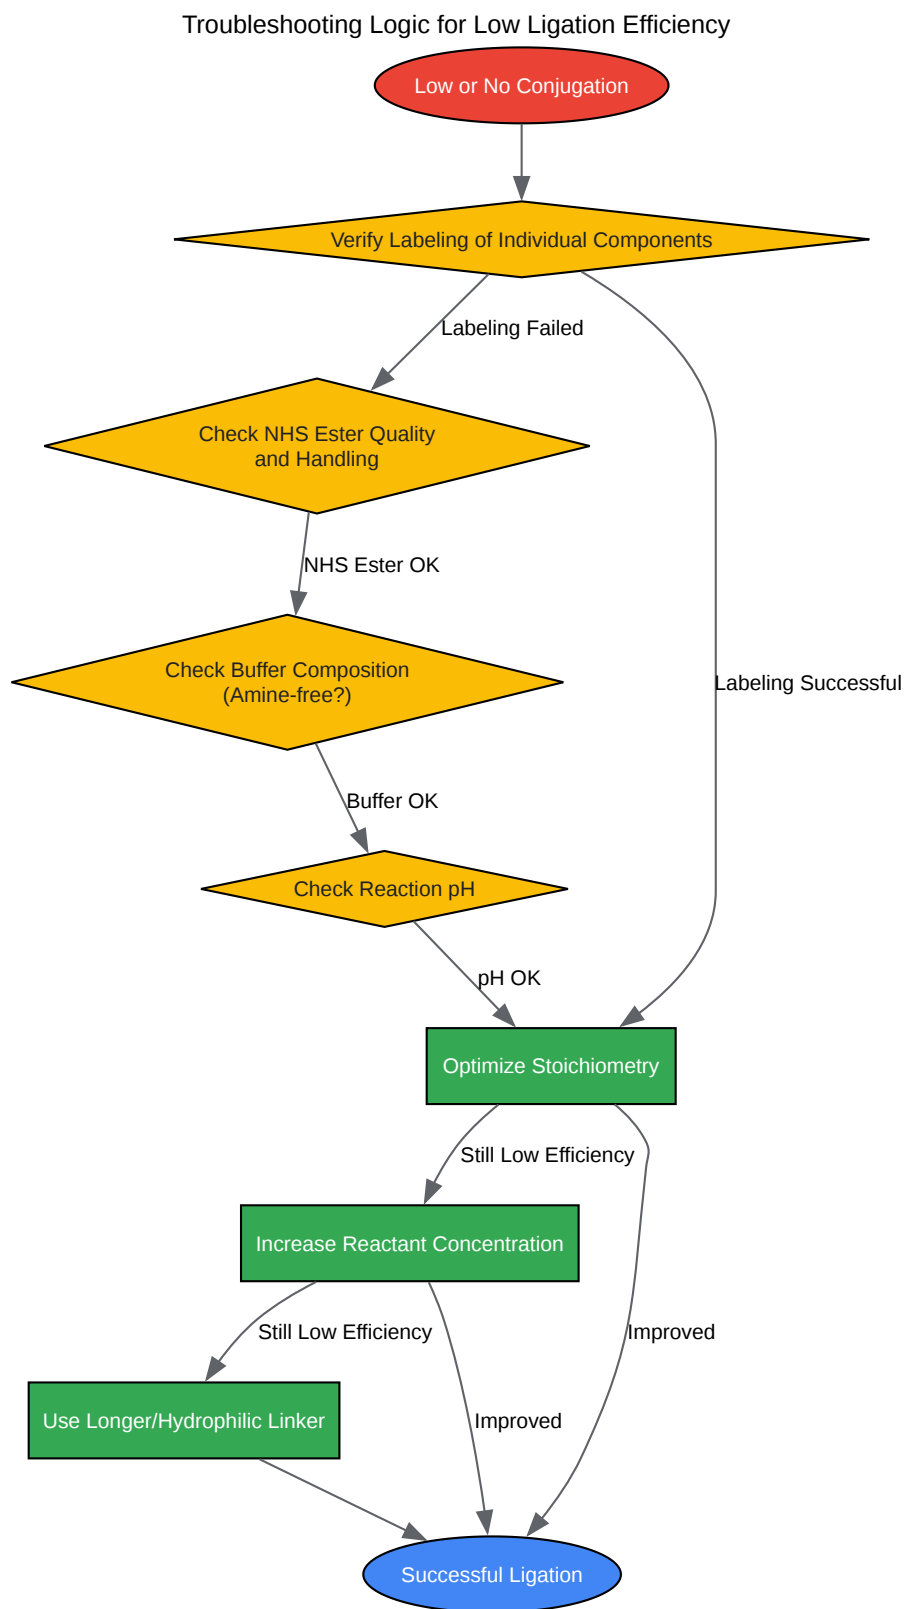 Troubleshooting Logic for Low Ligation Efficiency
Low or No Conjugation
Verify Labeling of Individual Components
Labeling Failed
Check NHS Ester Quality
and Handling
NHS Ester OK
Check Buffer Composition
(Amine-free?)
Labeling Successful
Buffer OK
Check Reaction pH
pH OK
Optimize Stoichiometry
Still Low Efficiency
Increase Reactant Concentration
Still Low Efficiency
Improved
Use Longer/Hydrophilic Linker
Improved
Successful Ligation